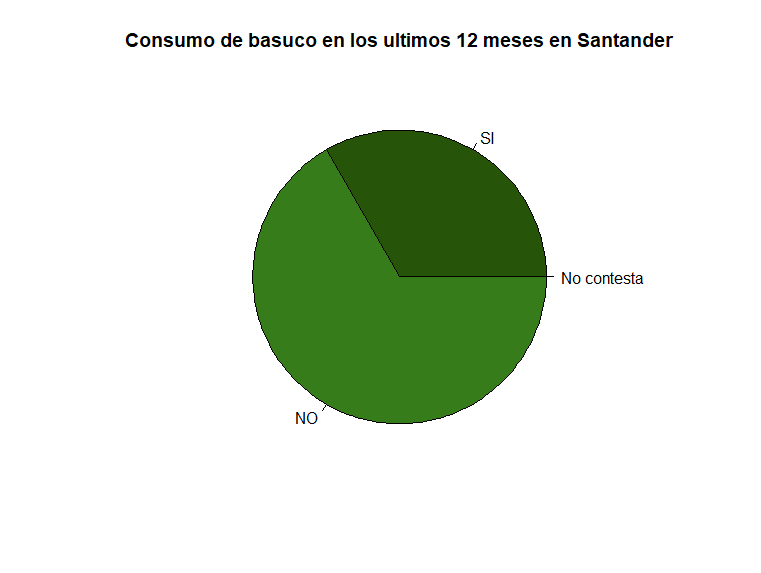 Consumo de basuco en los ultimos 12 meses en Santander
SI
No contesta
NO